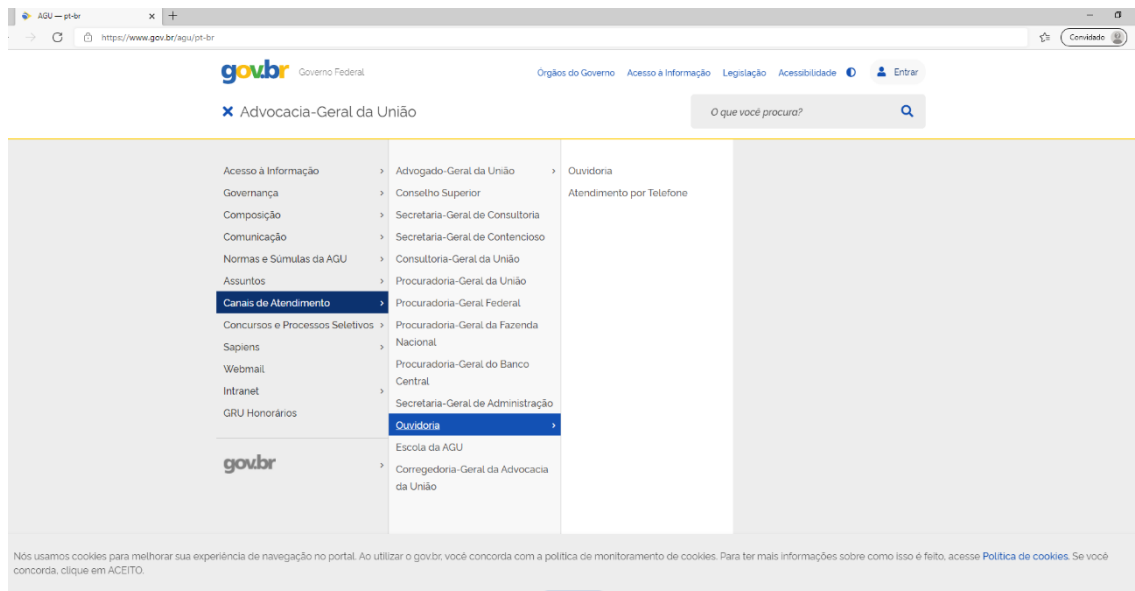 AGU — pt-br
https://www.gov.br/agu/pt-br
Convidado
gov.br Governo Federal
Órgãos do Governo Acesso à Informação Legislação Acessibilidade Entrar
Advocacia-Geral da União
O que você procura?
Acesso à Informação
Governança
Composição
Comunicação
Normas e Súmulas da AGU
Assuntos
Canais de Atendimento
Concursos e Processos Seletivos
Sapiens
Webmail
Intranet
GRU Honorários
gov.br
Advogado-Geral da União
Conselho Superior
Secretaria-Geral de Consultoria
Secretaria-Geral de Contencioso
Consultoria-Geral da União
Procuradoria-Geral da União
Procuradoria-Geral Federal
Procuradoria-Geral da Fazenda
Nacional
Procuradoria-Geral do Banco
Central
Secretaria-Geral de Administração
Ouvidoria
Escola da AGU
Corregedoria-Geral da Advocacia
da União
Ouvidoria
Atendimento por Telefone
Nós usamos cookies para melhorar sua experiência de navegação no portal. Ao utilizar o gov.br, você concorda com a política de monitoramento de cookies. Para ter mais informações sobre como isso é feito, acesse Política de cookies. Se você
concorda, clique em ACEITO.